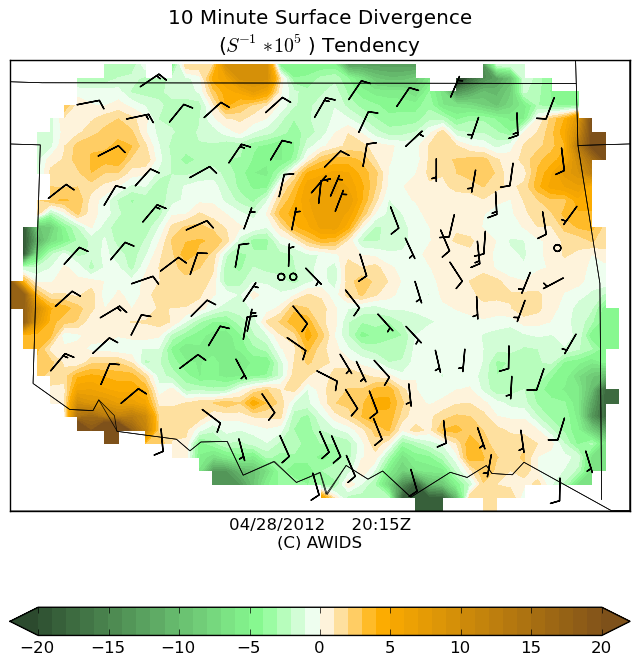 10 Minute Surface Divergence
(S⁻¹ *10⁵ ) Tendency
04/28/2012 20:15Z
(C) AWIDS
−20 −15 −10 −5 0 5 10 15 20